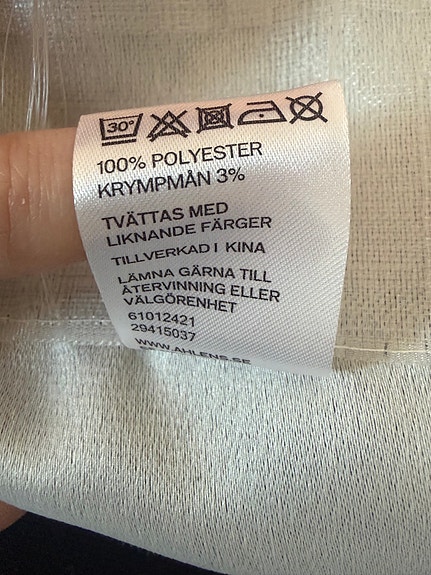 30°
100% POLYESTER
KRYMPMÅN 3%
TVÄTTAS MED
LIKNANDE FÄRGER
TILLVERKAD I KINA
LÄMNA GÄRNA TILL
ÅTERVINNING ELLER
VÄLGÖRENHET
61012421
29415037
WWW.AHLENS.SE